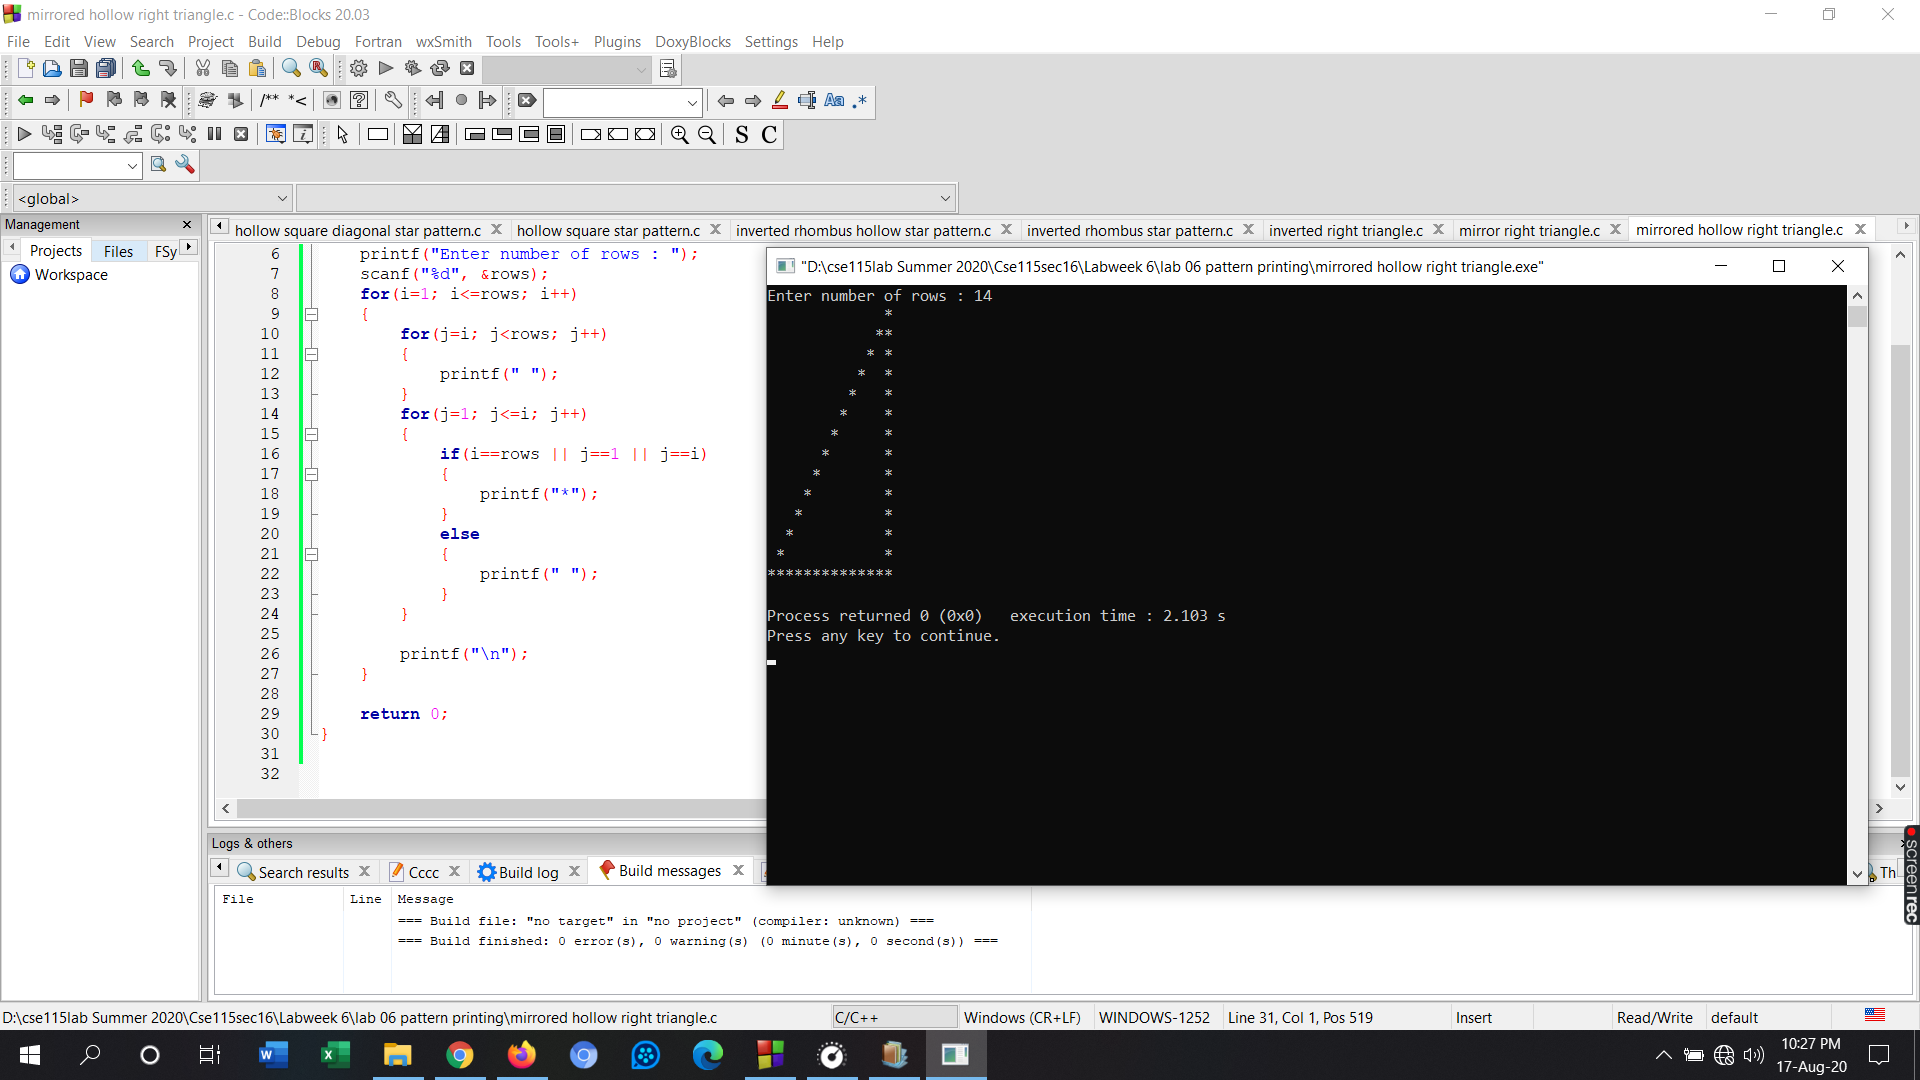 mirrored hollow right triangle.c - Code::Blocks 20.03
File Edit View Search Project Build Debug Fortran wxSmith Tools Tools+ Plugins DoxyBlocks Settings Help
/** *<
Aa .*
S C
<global>
Management
Projects Files FSy
Workspace
hollow square diagonal star pattern.c hollow square star pattern.c inverted rhombus hollow star pattern.c inverted rhombus star pattern.c inverted right triangle.c mirror right triangle.c mirrored hollow right triangle.c
6 printf("Enter number of rows : ");
7 scanf("%d", &rows);
8 for(i=1; i<=rows; i++)
9 {
10 for(j=i; j<rows; j++)
11 {
12 printf(" ");
13 }
14 for(j=1; j<=i; j++)
15 {
16 if(i==rows || j==1 || j==i)
17 {
18 printf("*");
19 }
20 else
21 {
22 printf(" ");
23 }
24 }
25
26 printf("\n");
27 }
28
29 return 0;
30 }
31
32
"D:\cse115lab Summer 2020\Cse115sec16\Labweek 6\lab 06 pattern printing\mirrored hollow right triangle.exe"
Enter number of rows : 14
             *
            **
           * *
          *  *
         *   *
        *    *
       *     *
      *      *
     *       *
    *        *
   *         *
  *          *
 *           *
**************
Process returned 0 (0x0)   execution time : 2.103 s
Press any key to continue.
Logs & others
Search results Cccc Build log Build messages Th
File Line Message
=== Build file: "no target" in "no project" (compiler: unknown) ===
=== Build finished: 0 error(s), 0 warning(s) (0 minute(s), 0 second(s)) ===
screenrec
D:\cse115lab Summer 2020\Cse115sec16\Labweek 6\lab 06 pattern printing\mirrored hollow right triangle.c C/C++ Windows (CR+LF) WINDOWS-1252 Line 31, Col 1, Pos 519 Insert Read/Write default
10:27 PM
17-Aug-20